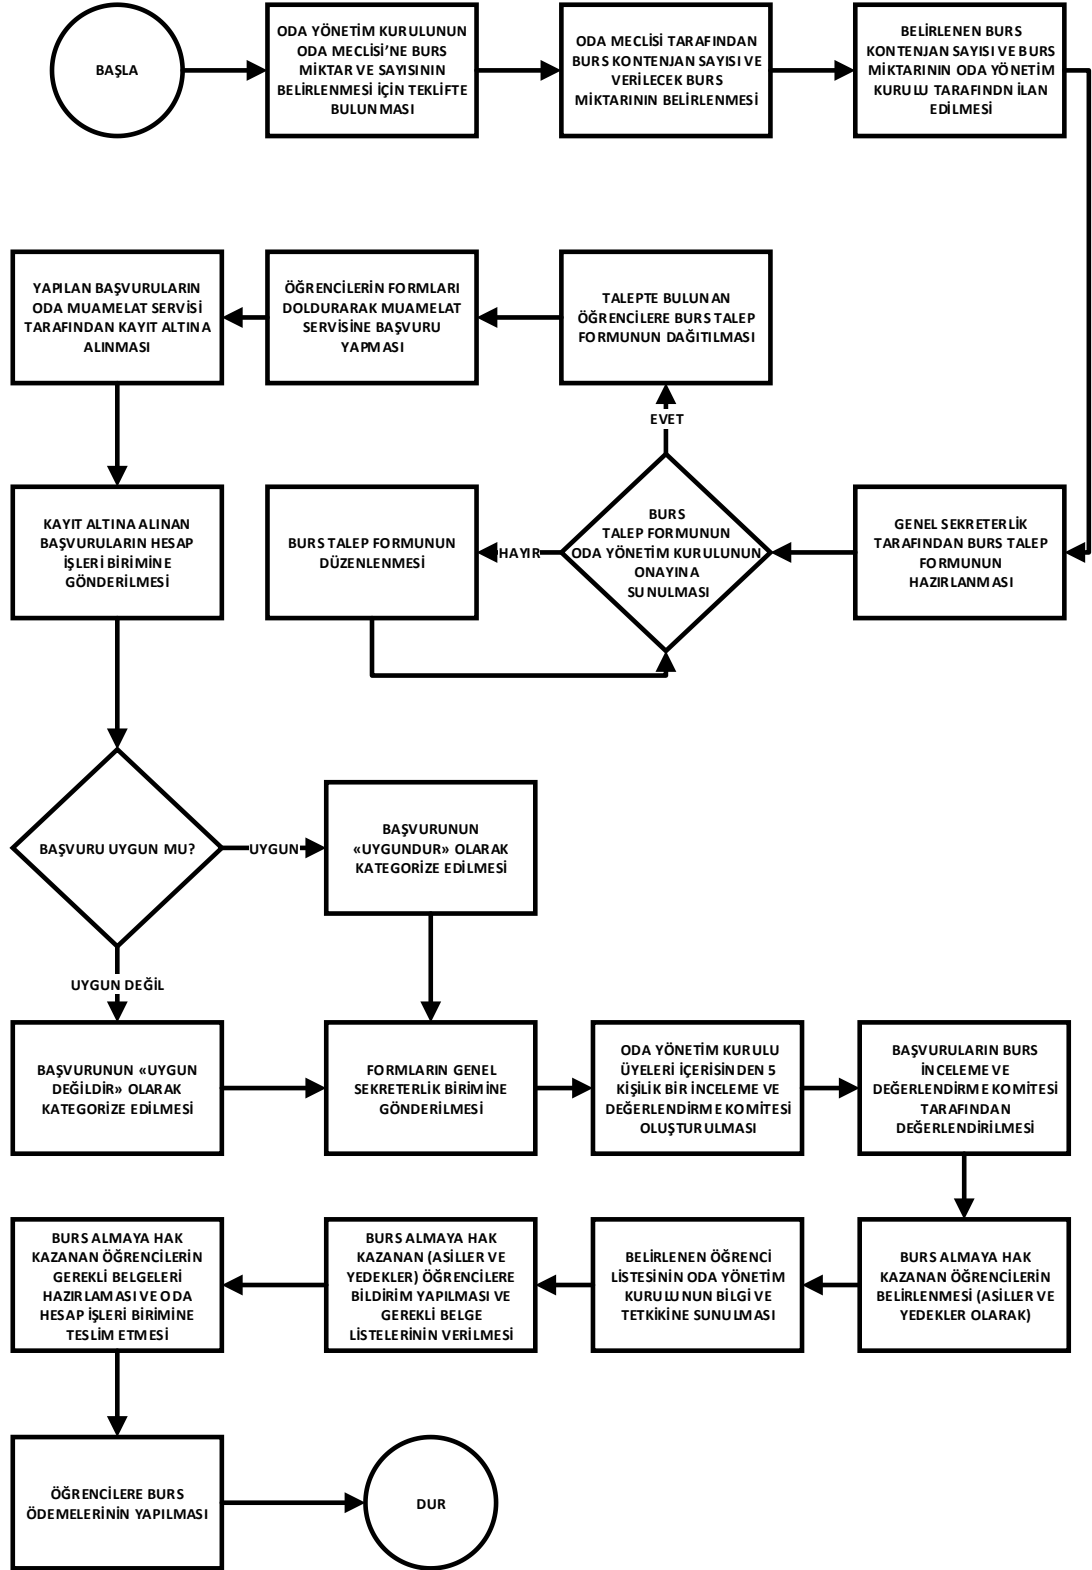 BAŞLA
ODA YÖNETİM KURULUNUN
ODA MECLİSİ'NE BURS
MİKTAR VE SAYISININ
BELİRLENMESİ İÇİN TEKLİFTE
BULUNMASI
ODA MECLİSİ TARAFINDAN
BURS KONTENJAN SAYISI VE
VERİLECEK BURS
MİKTARININ BELİRLENMESİ
BELİRLENEN BURS
KONTENJAN SAYISI VE BURS
MİKTARININ ODA YÖNETİM
KURULU TARAFINDN İLAN
EDİLMESİ
GENEL SEKRETERLİK
TARAFINDAN BURS TALEP
FORMUNUN
HAZIRLANMASI
BURS
TALEP FORMUNUN
ODA YÖNETİM KURULUNUN
ONAYINA
SUNULMASI
HAYIR
BURS TALEP FORMUNUN
DÜZENLENMESİ
EVET
TALEPTE BULUNAN
ÖĞRENCİLERE BURS TALEP
FORMUNUN DAĞITILMASI
ÖĞRENCİLERİN FORMLARI
DOLDURARAK MUAMELAT
SERVİSİNE BAŞVURU
YAPMASI
YAPILAN BAŞVURULARIN
ODA MUAMELAT SERVİSİ
TARAFINDAN KAYIT ALTINA
ALINMASI
KAYIT ALTINA ALINAN
BAŞVURULARIN HESAP
İŞLERİ BİRİMİNE
GÖNDERİLMESİ
BAŞVURU UYGUN MU?
UYGUN
BAŞVURUNUN
«UYGUNDUR» OLARAK
KATEGORİZE EDİLMESİ
UYGUN DEĞİL
BAŞVURUNUN «UYGUN
DEĞİLDİR» OLARAK
KATEGORİZE EDİLMESİ
FORMLARIN GENEL
SEKRETERLİK BİRİMİNE
GÖNDERİLMESİ
ODA YÖNETİM KURULU
ÜYELERİ İÇERİSİNDEN 5
KİŞİLİK BİR İNCELEME VE
DEĞERLENDİRME KOMİTESİ
OLUŞTURULMASI
BAŞVURULARIN BURS
İNCELEME VE
DEĞERLENDİRME KOMİTESİ
TARAFINDAN
DEĞERLENDİRİLMESİ
BURS ALMAYA HAK
KAZANAN ÖĞRENCİLERİN
BELİRLENMESİ (ASİLLER VE
YEDEKLER OLARAK)
BELİRLENEN ÖĞRENCİ
LİSTESİNİN ODA YÖNETİM
KURULUNUN BİLGİ VE
TETKİKİNE SUNULMASI
BURS ALMAYA HAK
KAZANAN (ASİLLER VE
YEDEKLER) ÖĞRENCİLERE
BİLDİRİM YAPILMASI VE
GEREKLİ BELGE
LİSTELERİNİN VERİLMESİ
BURS ALMAYA HAK
KAZANAN ÖĞRENCİLERİN
GEREKLİ BELGELERİ
HAZIRLAMASI VE ODA
HESAP İŞLERİ BİRİMİNE
TESLİM ETMESİ
ÖĞRENCİLERE BURS
ÖDEMELERİNİN YAPILMASI
DUR